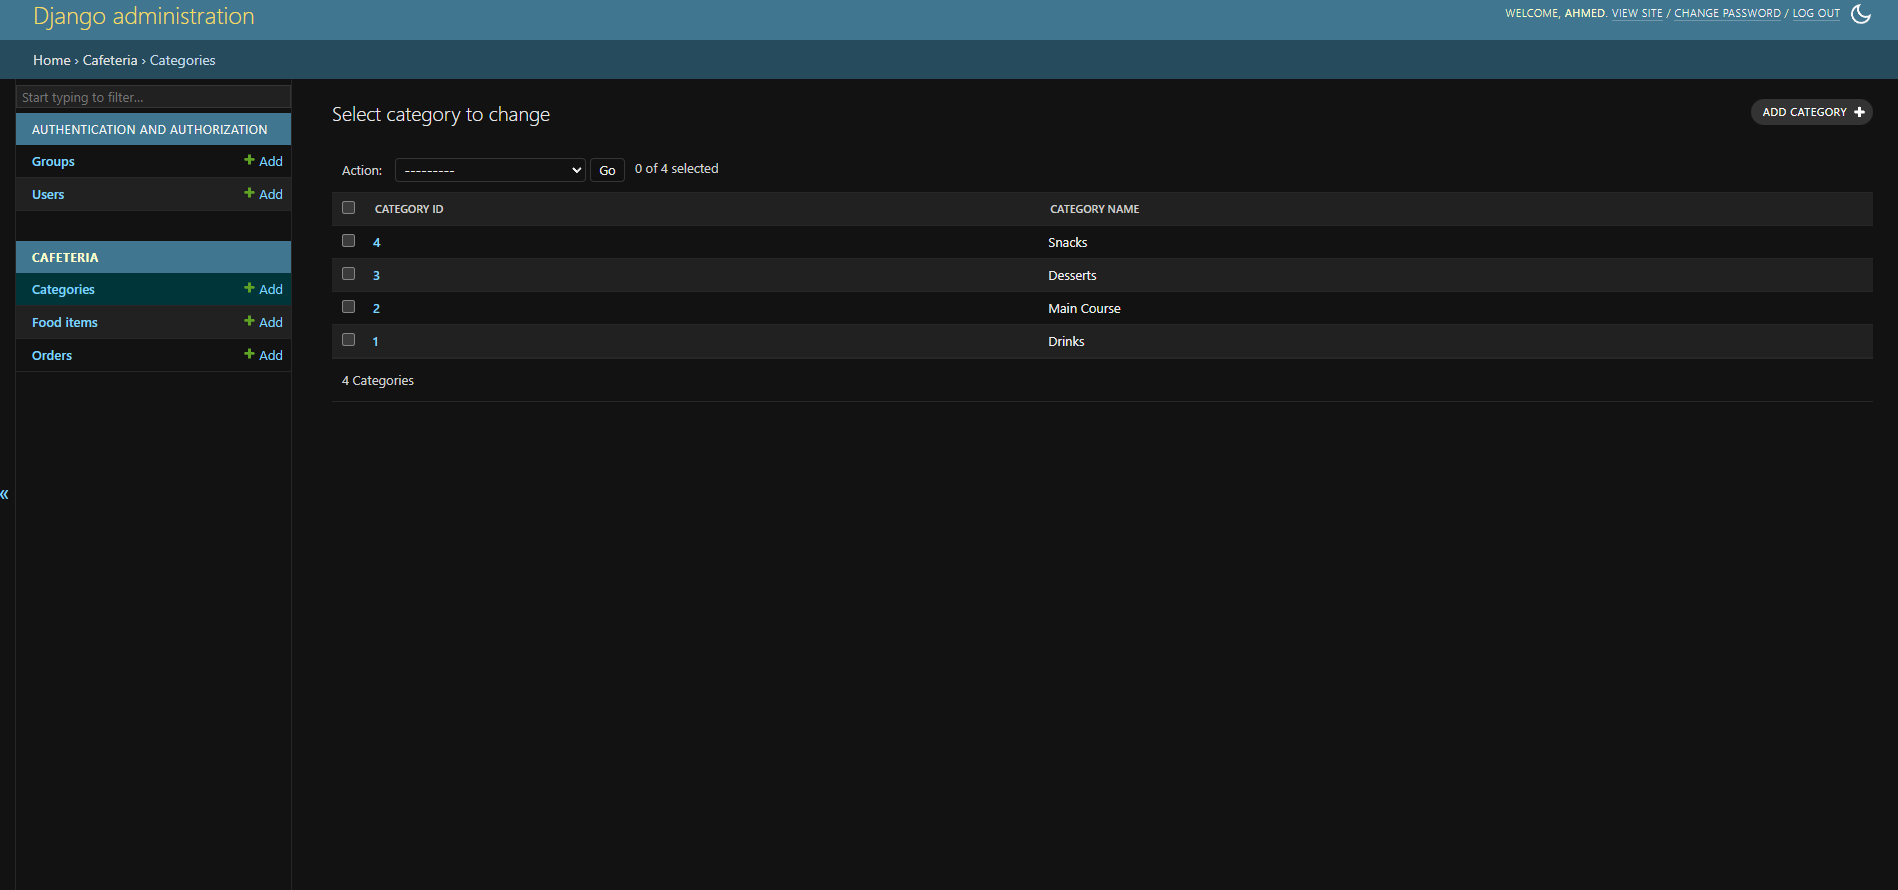 Django administration
WELCOME, AHMED. VIEW SITE / CHANGE PASSWORD / LOG OUT
Home › Cafeteria › Categories
Start typing to filter...
AUTHENTICATION AND AUTHORIZATION
Groups + Add
Users + Add
CAFETERIA
Categories + Add
Food items + Add
Orders + Add
«
Select category to change
ADD CATEGORY +
Action: --------- Go 0 of 4 selected
CATEGORY ID CATEGORY NAME
4 Snacks
3 Desserts
2 Main Course
1 Drinks
4 Categories